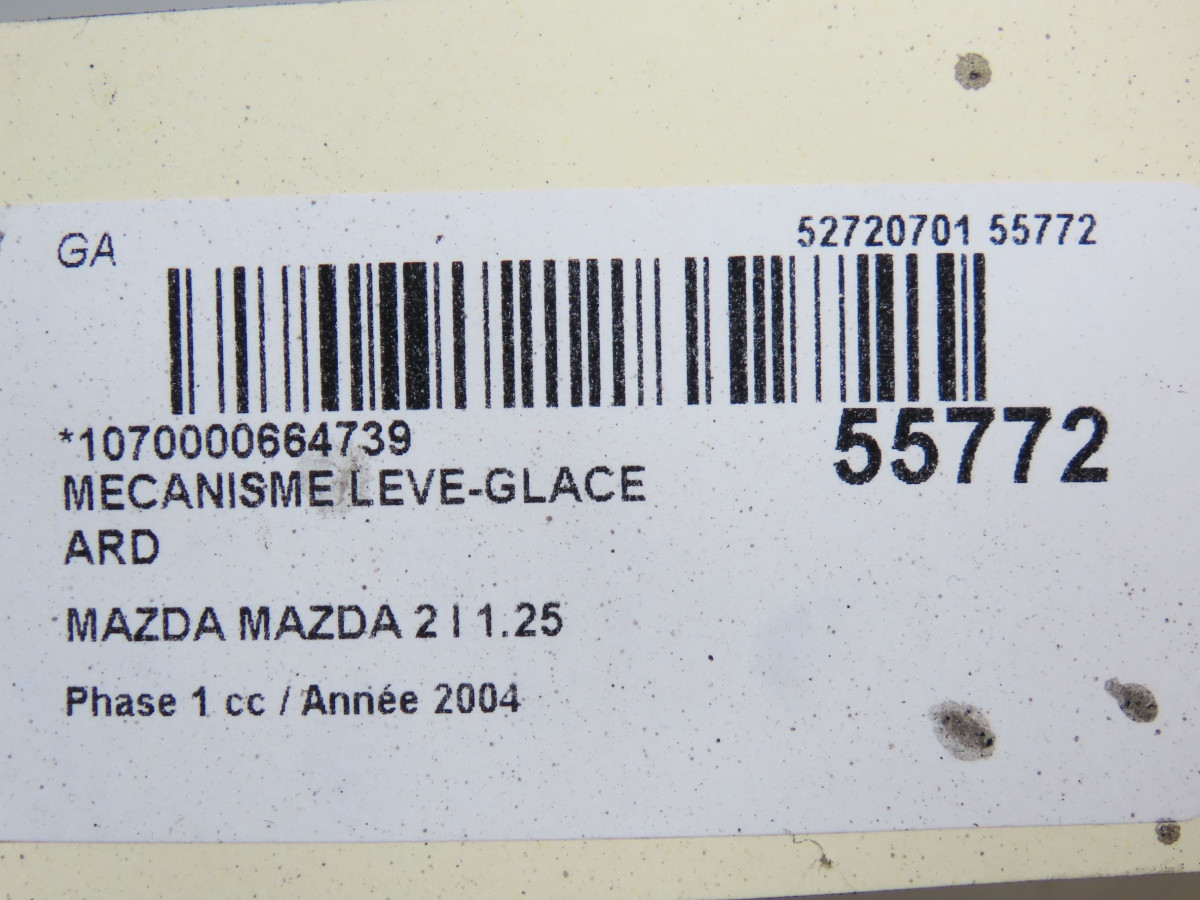 GA
52720701 55772
*1070000664739
55772
MECANISME LEVE-GLACE
ARD
MAZDA MAZDA 2 I 1.25
Phase 1 cc / Année 2004